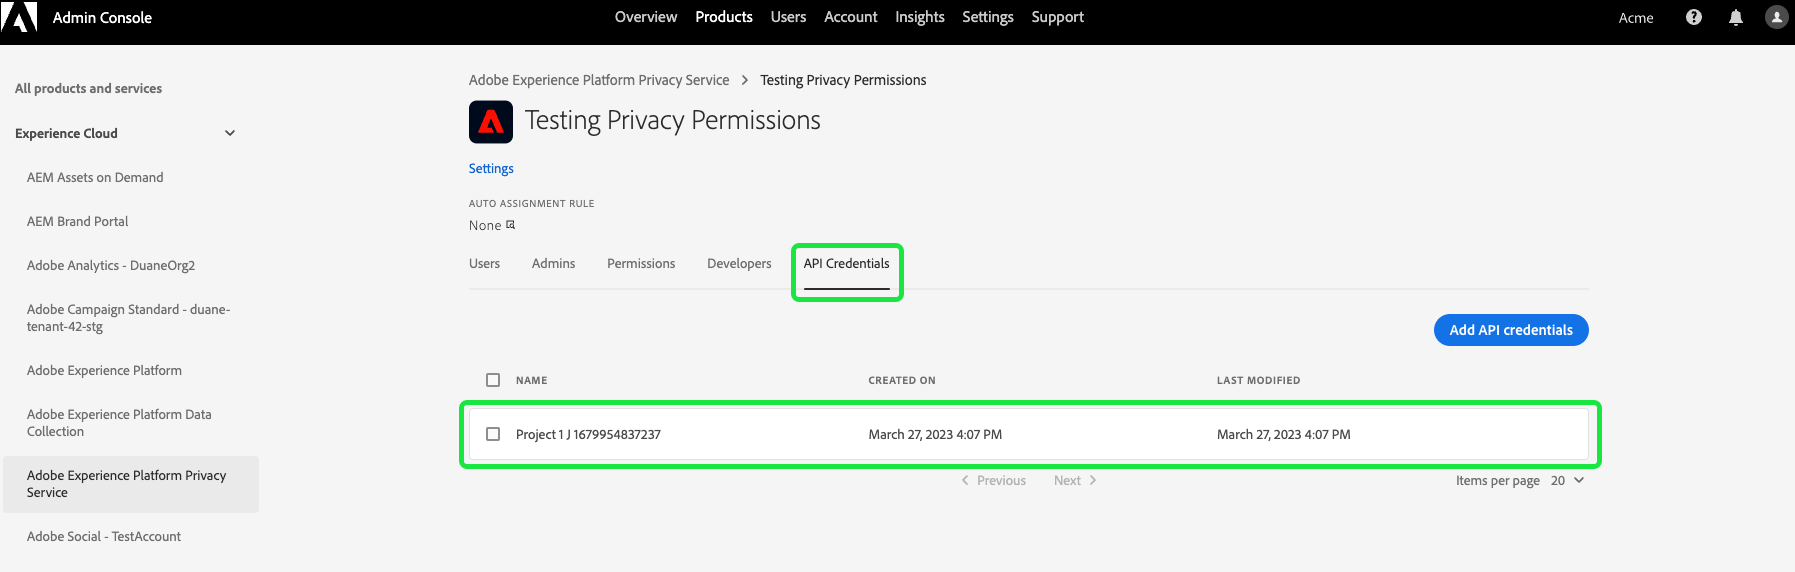 Admin Console
Overview Products Users Account Insights Settings Support
Acme
All products and services
Experience Cloud
AEM Assets on Demand
AEM Brand Portal
Adobe Analytics - DuaneOrg2
Adobe Campaign Standard - duane-
tenant-42-stg
Adobe Experience Platform
Adobe Experience Platform Data
Collection
Adobe Experience Platform Privacy
Service
Adobe Social - TestAccount
Adobe Experience Platform Privacy Service > Testing Privacy Permissions
Testing Privacy Permissions
Settings
AUTO ASSIGNMENT RULE
None
Users Admins Permissions Developers API Credentials
Add API credentials
NAME CREATED ON LAST MODIFIED
Project 1 J 1679954837237 March 27, 2023 4:07 PM March 27, 2023 4:07 PM
< Previous Next >
Items per page 20